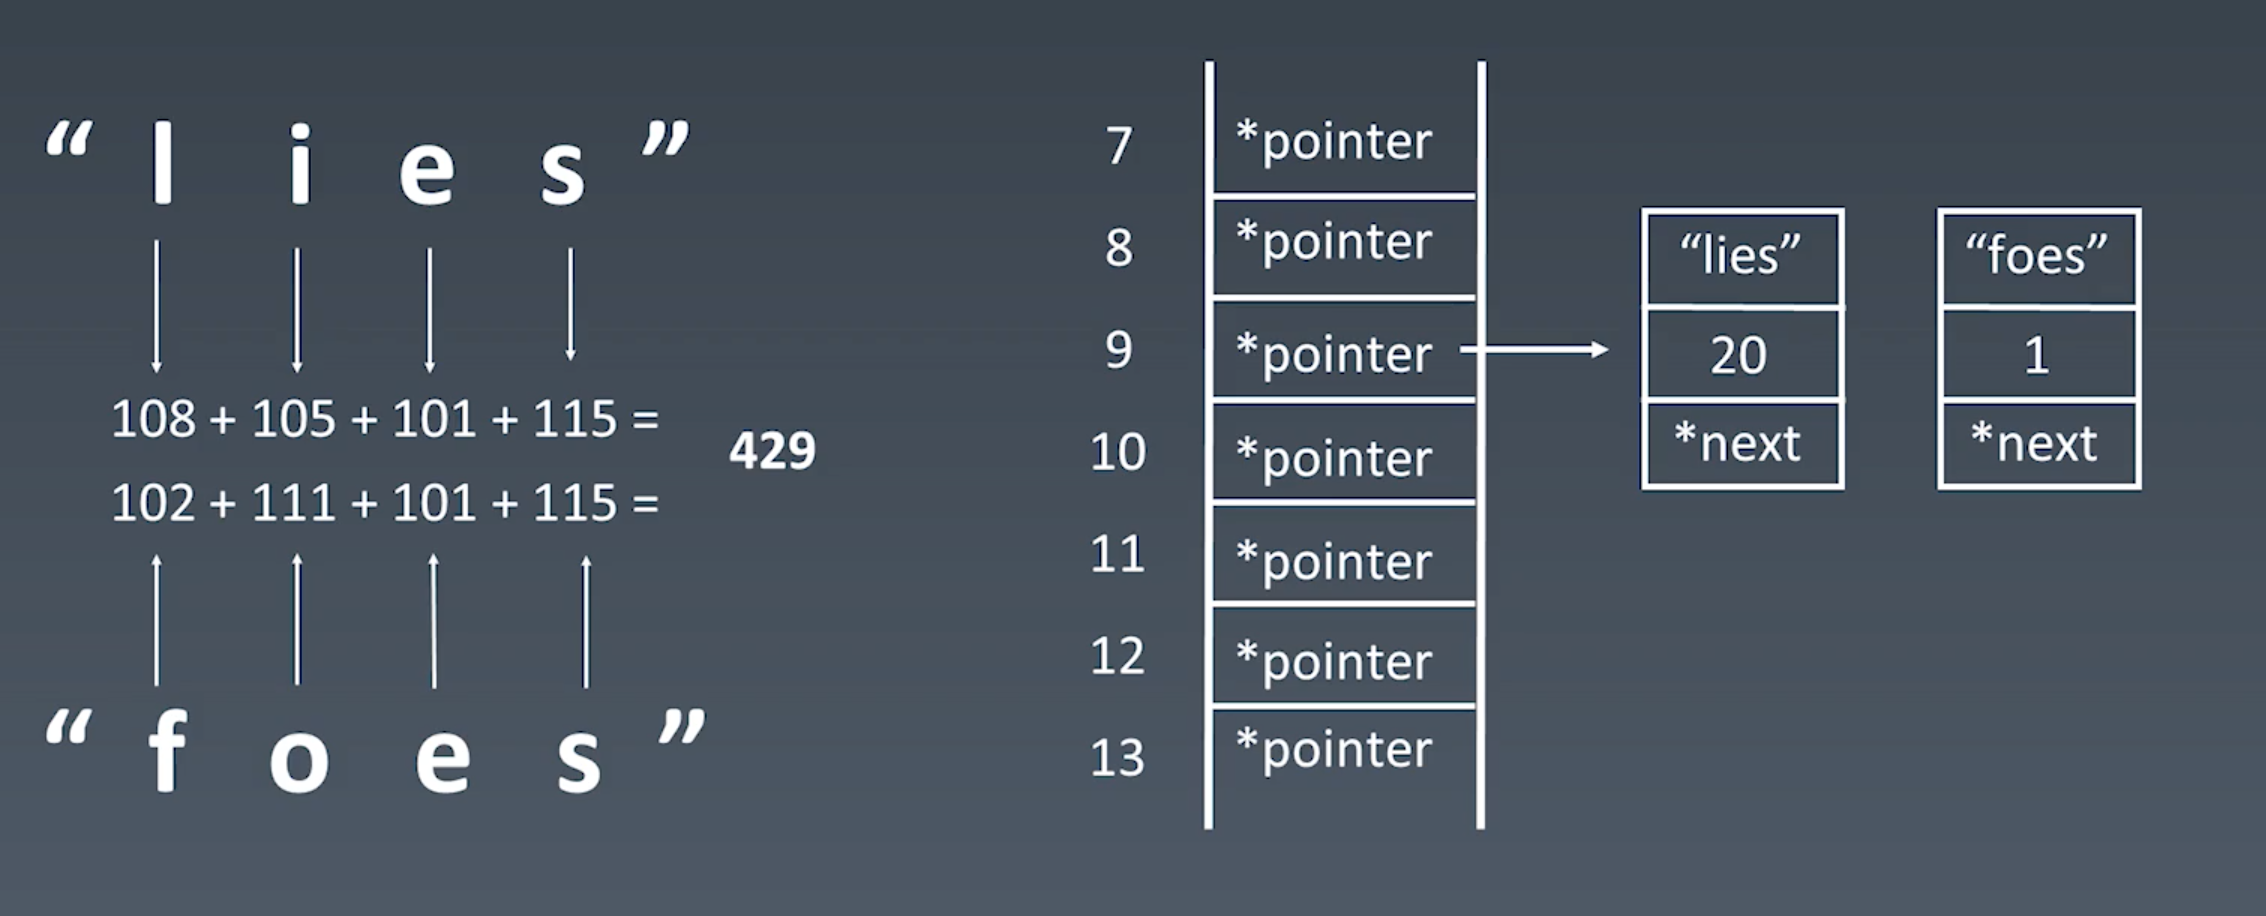 “ l i e s ”
108 + 105 + 101 + 115 =
429
102 + 111 + 101 + 115 =
“ f o e s ”
7 *pointer
8 *pointer
9 *pointer
10 *pointer
11 *pointer
12 *pointer
13 *pointer
“lies”
20
*next
“foes”
1
*next